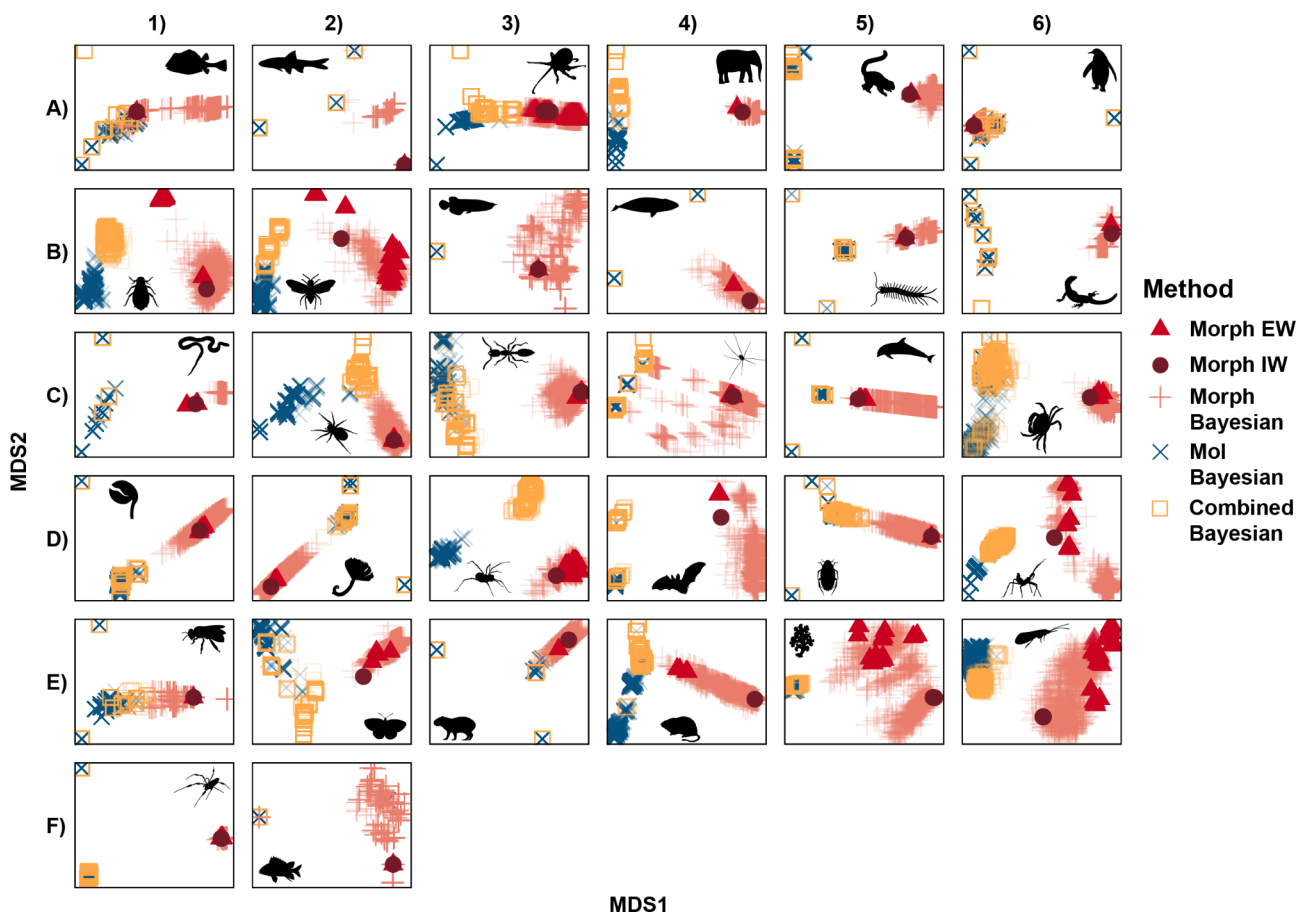 1) 2) 3) 4) 5) 6)
A)
B)
C)
D)
E)
F)
MDS2
MDS1
Method
Morph EW
Morph IW
Morph
Bayesian
Mol
Bayesian
Combined
Bayesian